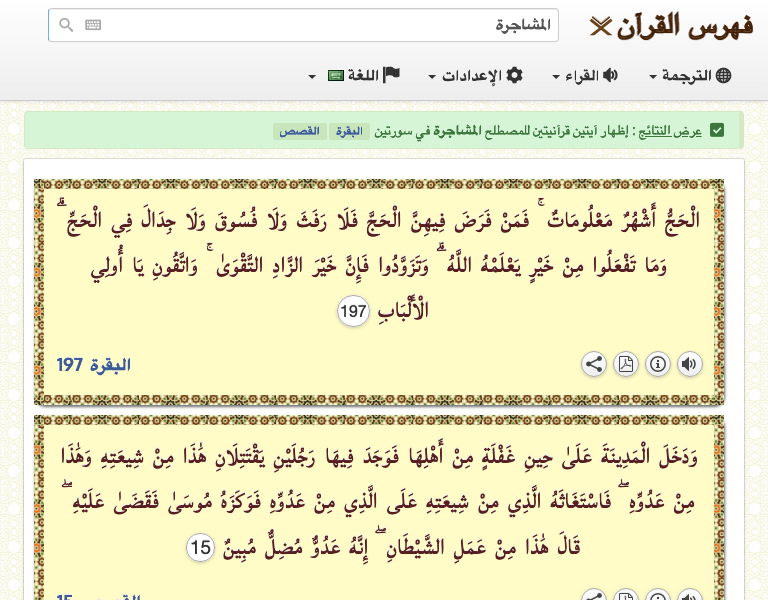 فهرس القرآن
المشاجرة
الترجمة القراء الإعدادات اللغة
عرض النتائج : إظهار آيتين قرآنيتين للمصطلح المشاجرة في سورتين البقرة القصص
الْحَجُّ أَشْهُرٌ مَعْلُومَاتٌ ۚ فَمَنْ فَرَضَ فِيهِنَّ الْحَجَّ فَلَا رَفَثَ وَلَا فُسُوقَ وَلَا جِدَالَ فِي الْحَجِّ ۗ
وَمَا تَفْعَلُوا مِنْ خَيْرٍ يَعْلَمْهُ اللَّهُ ۗ وَتَزَوَّدُوا فَإِنَّ خَيْرَ الزَّادِ التَّقْوَىٰ ۚ وَاتَّقُونِ يَا أُولِي
الْأَلْبَابِ 197
البقرة 197
وَدَخَلَ الْمَدِينَةَ عَلَىٰ حِينِ غَفْلَةٍ مِنْ أَهْلِهَا فَوَجَدَ فِيهَا رَجُلَيْنِ يَقْتَتِلَانِ هَٰذَا مِنْ شِيعَتِهِ وَهَٰذَا
مِنْ عَدُوِّهِ ۖ فَاسْتَغَاثَهُ الَّذِي مِنْ شِيعَتِهِ عَلَى الَّذِي مِنْ عَدُوِّهِ فَوَكَزَهُ مُوسَىٰ فَقَضَىٰ عَلَيْهِ ۖ
قَالَ هَٰذَا مِنْ عَمَلِ الشَّيْطَانِ ۖ إِنَّهُ عَدُوٌّ مُضِلٌّ مُبِينٌ 15